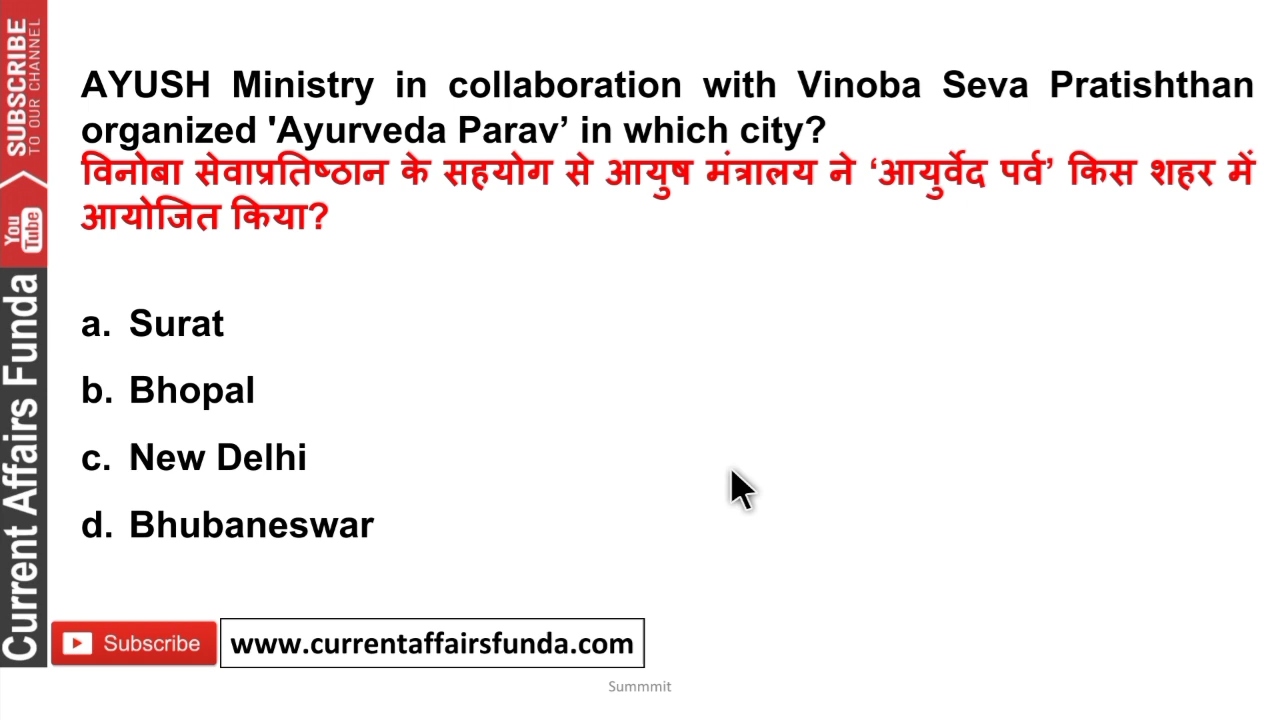 AYUSH Ministry in collaboration with Vinoba Seva Pratishthan
organized 'Ayurveda Parav’ in which city?
विनोबा सेवाप्रतिष्ठान के सहयोग से आयुष मंत्रालय ने ‘आयुर्वेद पर्व’ किस शहर में
आयोजित किया?
a. Surat
b. Bhopal
c. New Delhi
d. Bhubaneswar
SUBSCRIBE
TO OUR CHANNEL
You
Tube
Current Affairs Funda
Subscribe
www.currentaffairsfunda.com
Summmit